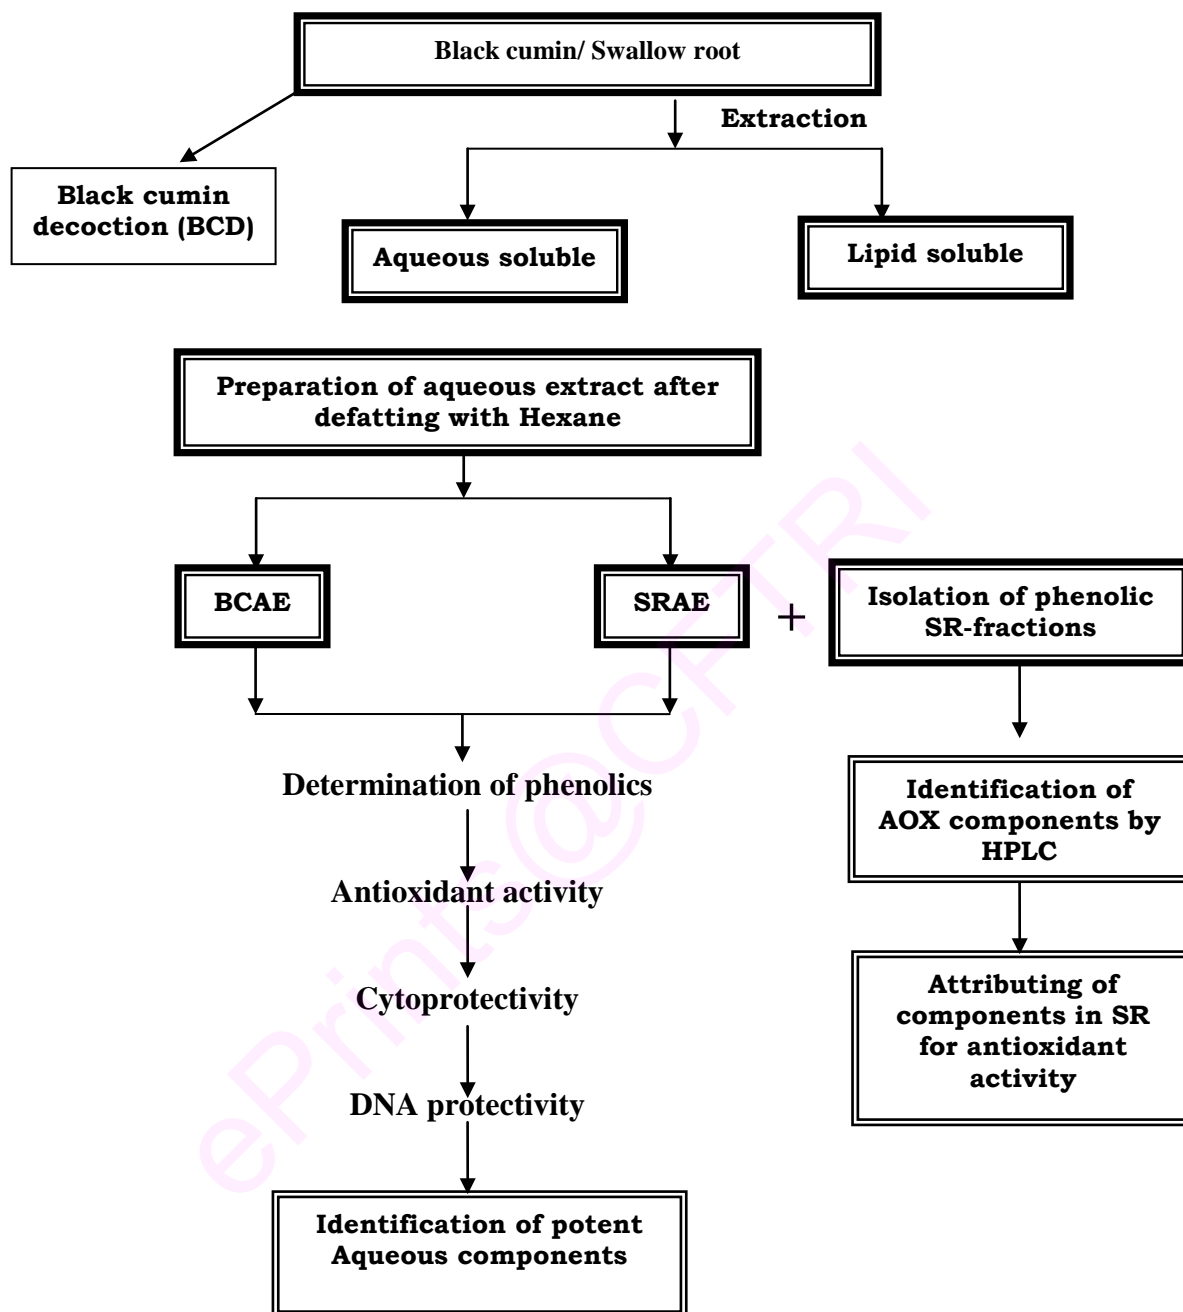 Black cumin/ Swallow root
Extraction
Black cumin
decoction (BCD)
Aqueous soluble
Lipid soluble
Preparation of aqueous extract after
defatting with Hexane
BCAE
SRAE
+
Isolation of phenolic
SR-fractions
Determination of phenolics
Antioxidant activity
Cytoprotectivity
DNA protectivity
Identification of potent
Aqueous components
Identification of
AOX components by
HPLC
Attributing of
components in SR
for antioxidant
activity
ePrints@CFTRI